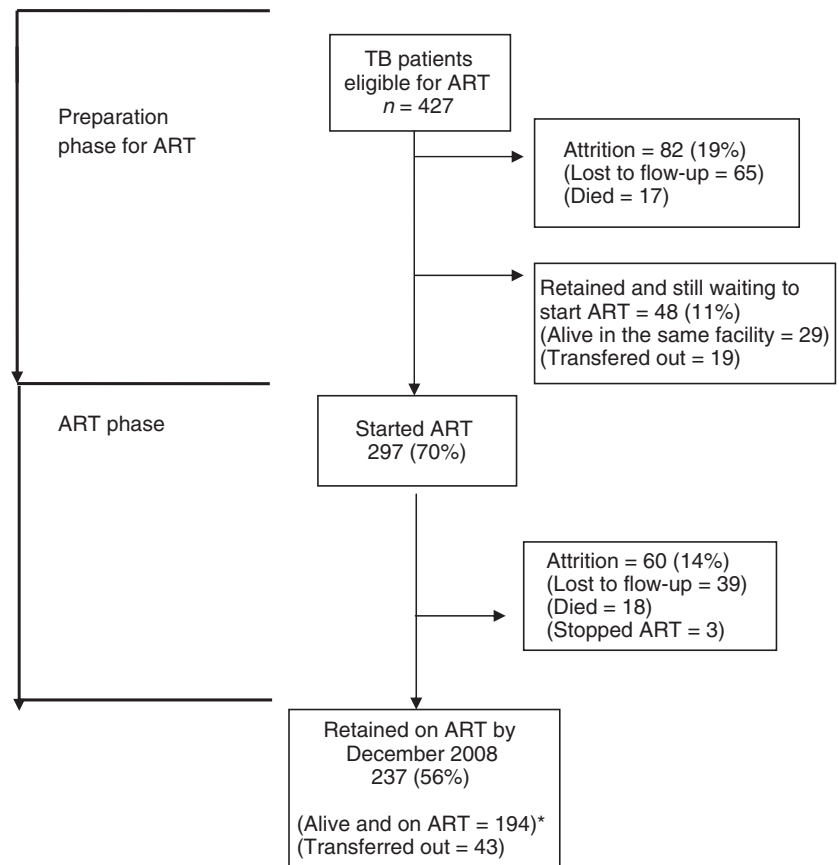 TB patients
eligible for ART
n = 427
Preparation
phase for ART
Attrition = 82 (19%)
(Lost to flow-up = 65)
(Died = 17)
Retained and still waiting to
start ART = 48 (11%)
(Alive in the same facility = 29)
(Transfered out = 19)
ART phase
Started ART
297 (70%)
Attrition = 60 (14%)
(Lost to flow-up = 39)
(Died = 18)
(Stopped ART = 3)
Retained on ART by
December 2008
237 (56%)
(Alive and on ART = 194)*
(Transferred out = 43)